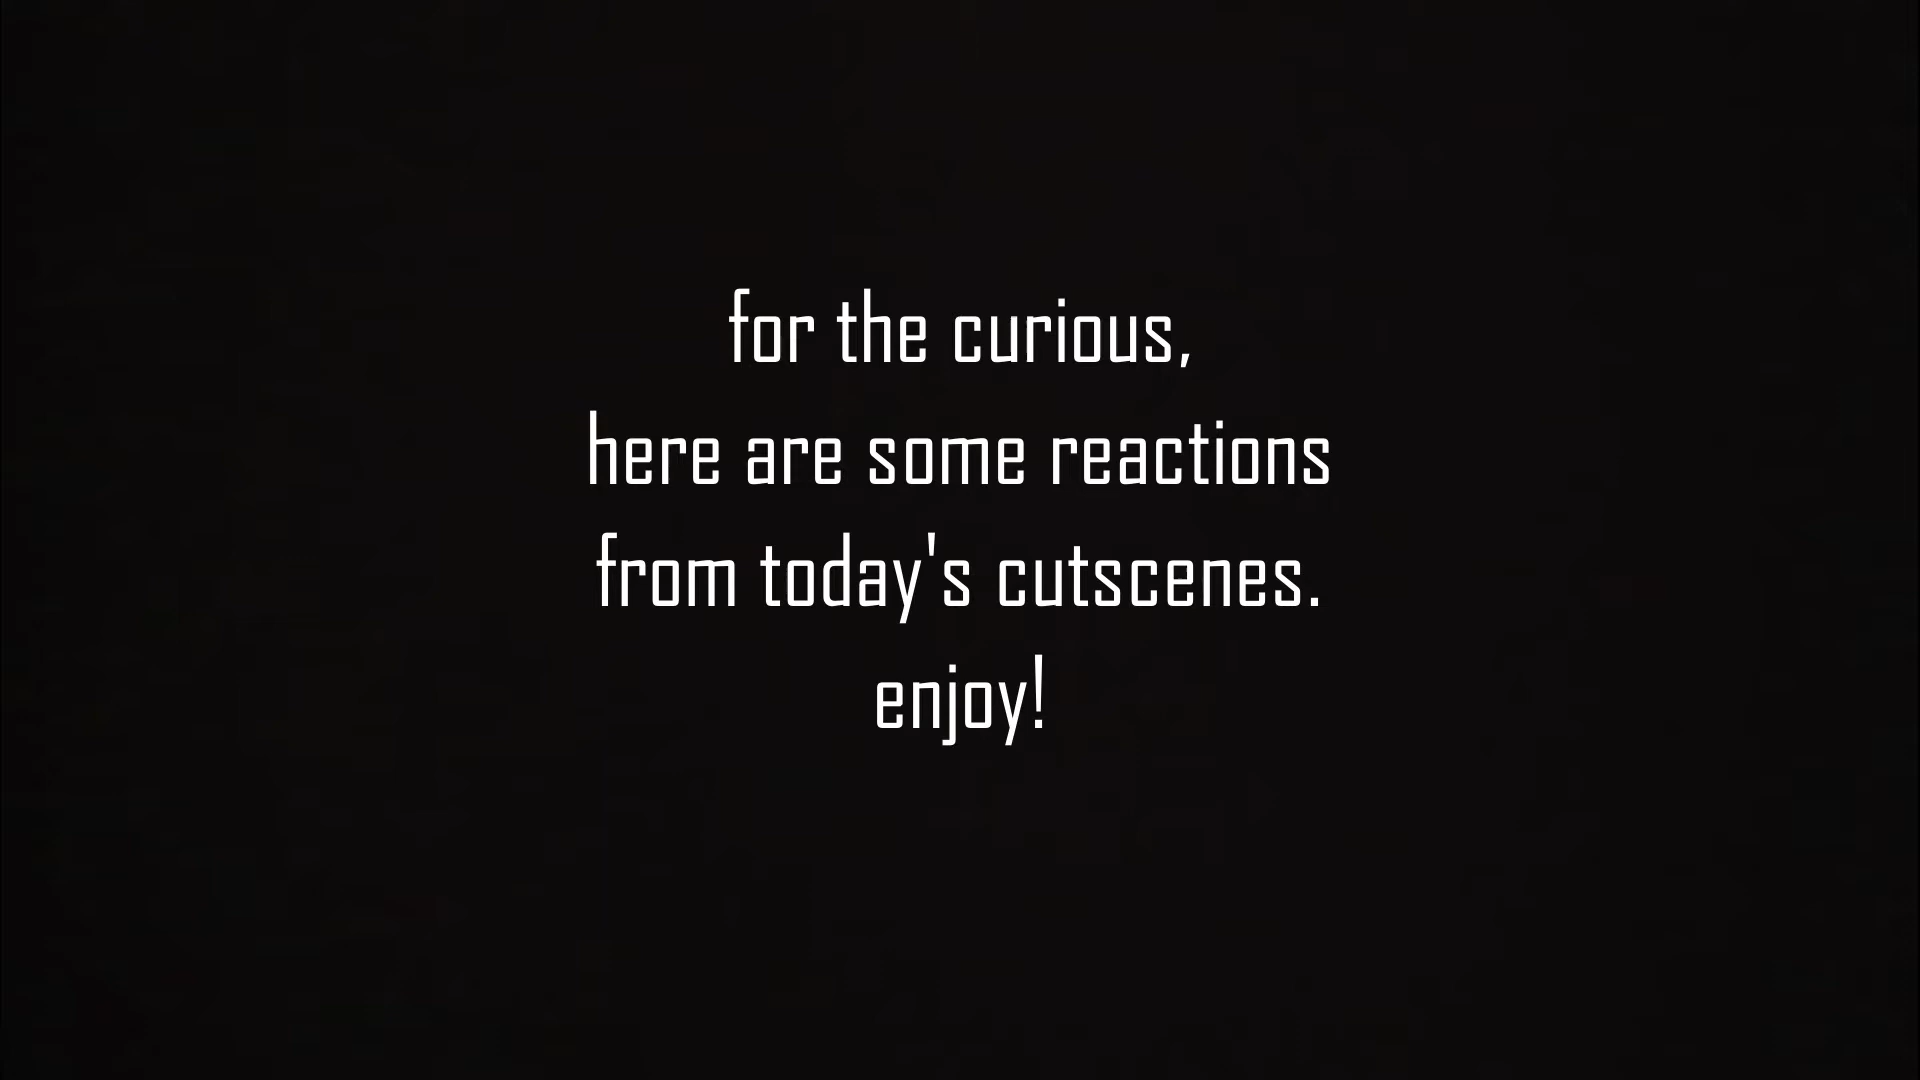 for the curious,
here are some reactions
from today's cutscenes.
enjoy!